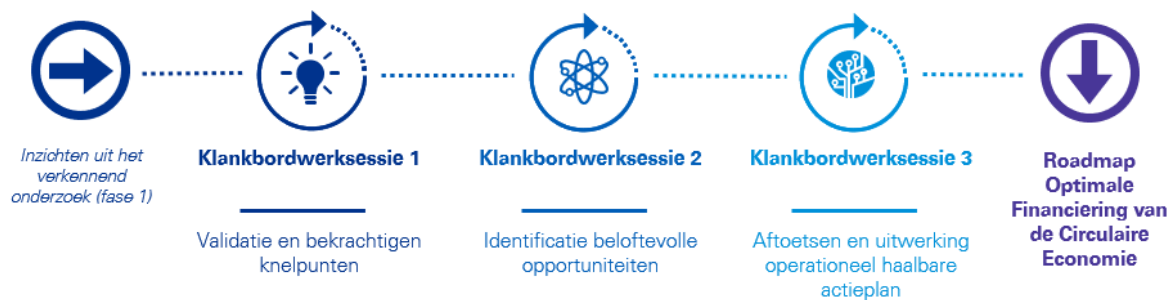 Inzichten uit het
verkennend
onderzoek (fase 1)
Klankbordwerksessie 1
Validatie en bekrachtigen
knelpunten
Klankbordwerksessie 2
Identificatie beloftevolle
opportuniteiten
Klankbordwerksessie 3
Aftoetsen en uitwerking
operationeel haalbare
actieplan
Roadmap
Optimale
Financiering van
de Circulaire
Economie